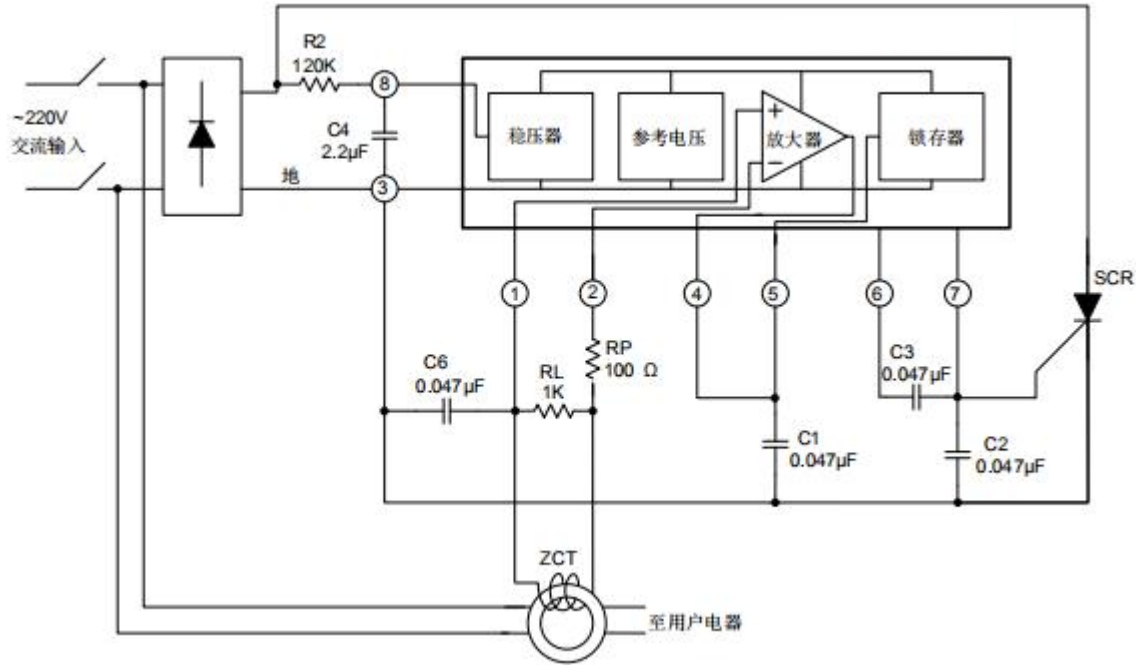 R2
120K
8
~220V
交流输入
C4
2.2μF
稳压器
参考电压
+
放大器
−
锁存器
地
3
1
2
4
5
6
7
SCR
RP
100 Ω
C6
0.047μF
RL
1K
C3
0.047μF
C1
0.047μF
C2
0.047μF
ZCT
至用户电器